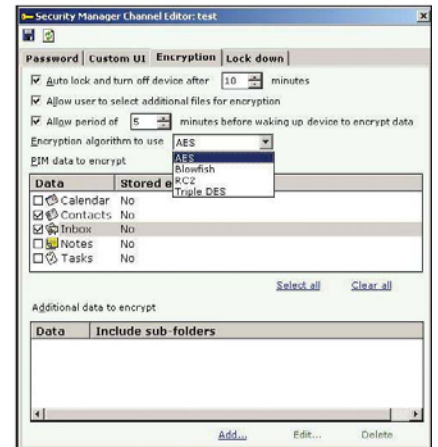 Security Manager Channel Editor: test
Password Custom UI Encryption Lock down
Auto lock and turn off device after 10 minutes
Allow user to select additional files for encryption
Allow period of 5 minutes before waking up device to encrypt data
Encryption algorithm to use AES
AES
Blowfish
RC2
Triple DES
PIM data to encrypt
Data Stored e
Calendar No
Contacts No
Inbox No
Notes No
Tasks No
Select all Clear all
Additional data to encrypt
Data Include sub-folders
Add... Edit... Delete